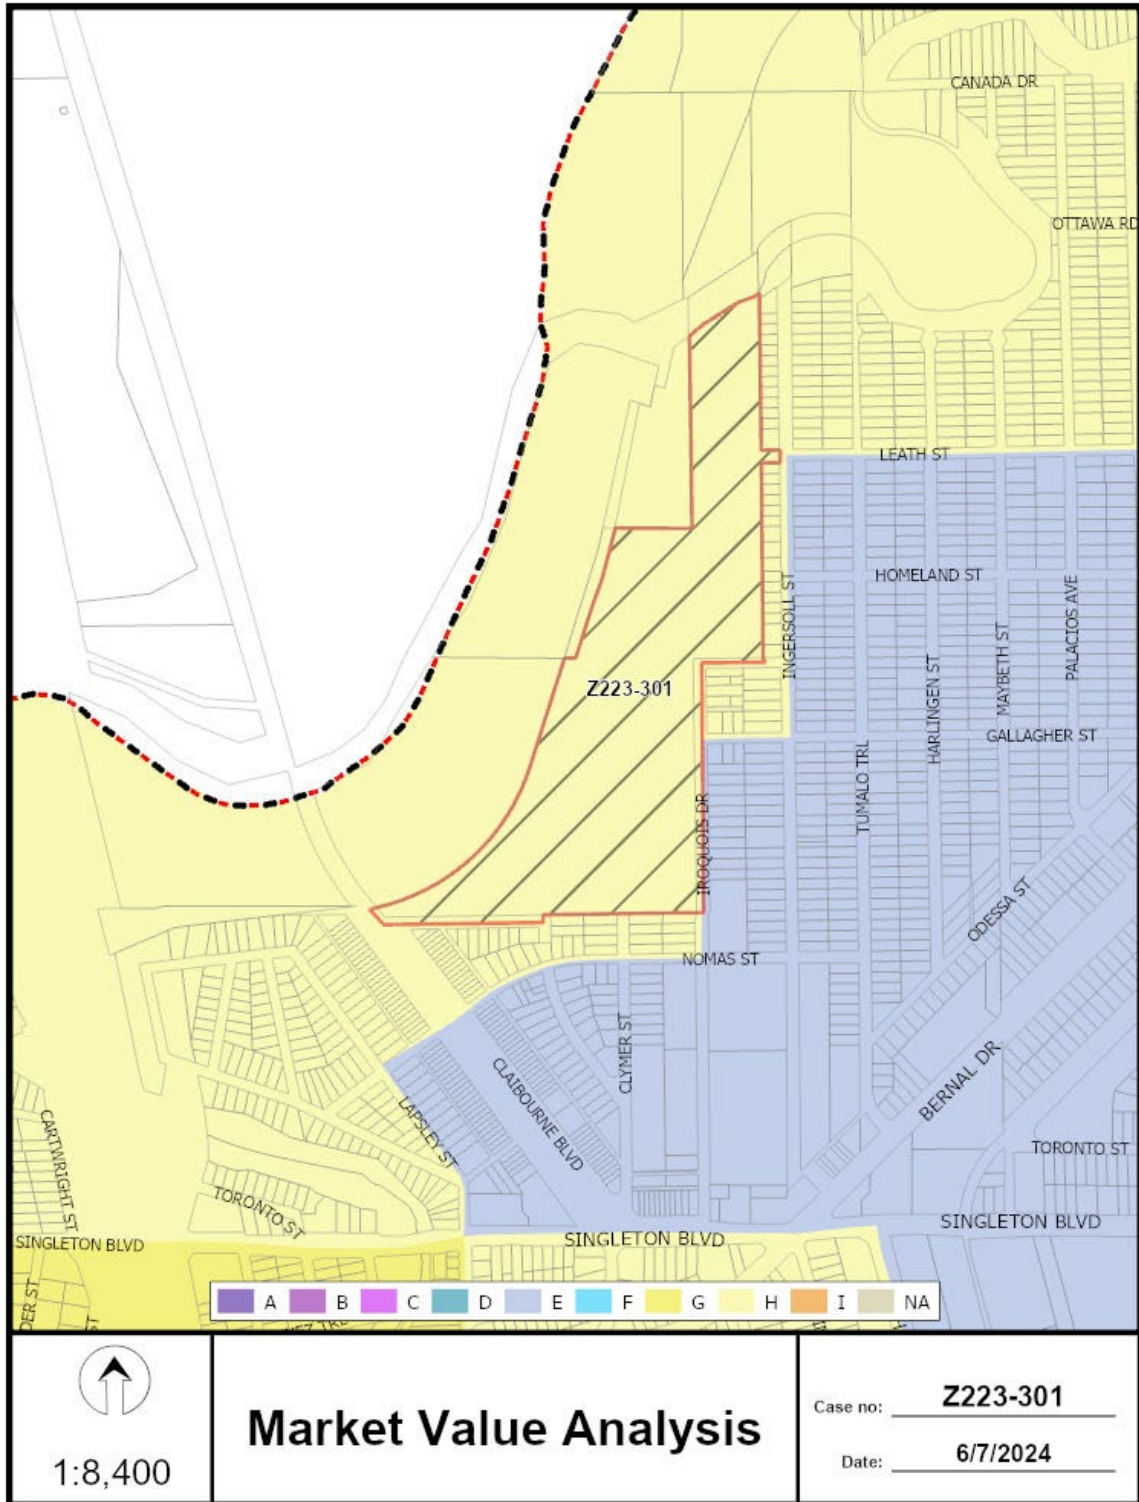 CANADA DR
OTTAWA RD
LEATH ST
HOMELAND ST
INGERSOLL ST
PALACIOS AVE
MAYBETH ST
HARLINGEN ST
Z223-301
GALLAGHER ST
TUMALO TRL
IROQUOIS DR
ODESSA ST
NOMAS ST
CLYMER ST
BERNAL DR
CLAIBOURNE BLVD
LAPSLEY ST
CARTWRIGHT ST
TORONTO ST
TORONTO ST
SINGLETON BLVD
SINGLETON BLVD
SINGLETON BLVD
DER ST
ST
A B C D E F G H I NA
1:8,400
Market Value Analysis
Case no: Z223-301
Date: 6/7/2024